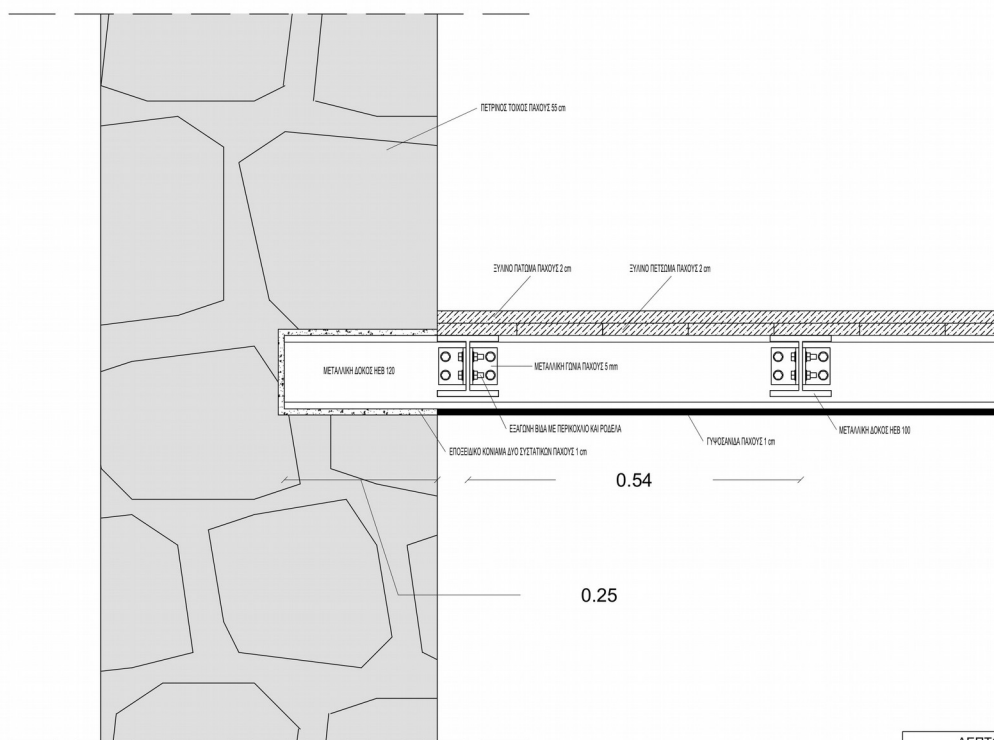 ΠΕΤΡΙΝΟΣ ΤΟΙΧΟΣ ΠΑΧΟΥΣ 55 cm
ΞΥΛΙΝΟ ΠΑΤΩΜΑ ΠΑΧΟΥΣ 2 cm
ΞΥΛΙΝΟ ΠΕΤΣΩΜΑ ΠΑΧΟΥΣ 2 cm
ΜΕΤΑΛΛΙΚΗ ΔΟΚΟΣ HEB 120
ΜΕΤΑΛΛΙΚΗ ΓΩΝΙΑ ΠΑΧΟΥΣ 5 mm
ΕΞΑΓΩΝΗ ΒΙΔΑ ΜΕ ΠΕΡΙΚΟΧΛΙΟ ΚΑΙ ΡΟΔΕΛΑ
ΜΕΤΑΛΛΙΚΗ ΔΟΚΟΣ HEB 100
ΓΥΨΟΣΑΝΙΔΑ ΠΑΧΟΥΣ 1 cm
ΕΠΟΞΕΙΔΙΚΟ ΚΟΝΙΑΜΑ ΔΥΟ ΣΥΣΤΑΤΙΚΩΝ ΠΑΧΟΥΣ 1 cm
0.54
0.25